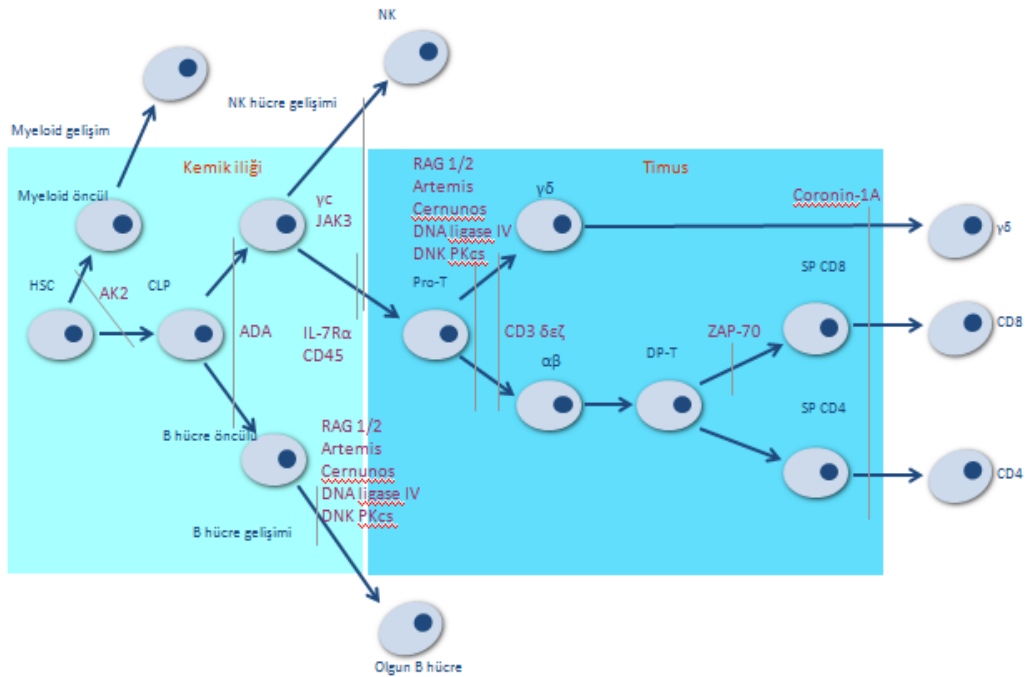 NK
NK hücre gelişimi
Myeloid gelişim
Kemik iliği
Myeloid öncül
γc
JAK3
HSC
AK2
CLP
ADA
IL-7Rα
CD45
B hücre öncülü
RAG 1/2
Artemis
Cernunos
DNA ligase IV
DNK PKcs
B hücre gelişimi
Olgun B hücre
Timus
RAG 1/2
Artemis
Cernunos
DNA ligase IV
DNK PKcs
γδ
Pro-T
CD3 δεζ
αβ
DP-T
ZAP-70
Coronin-1A
SP CD8
SP CD4
γδ
CD8
CD4